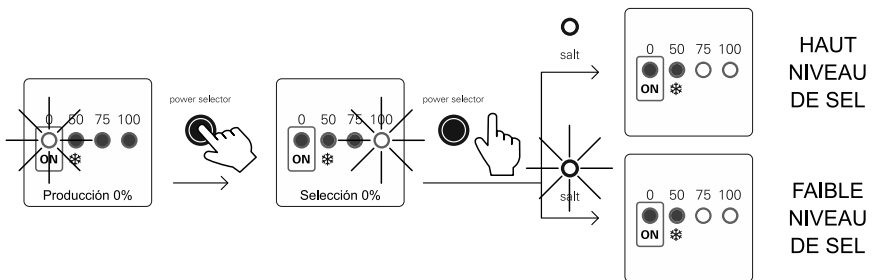 0 50 75 100
ON
Producción 0%
power selector
0 50 75 100
ON
Selección 0%
power selector
salt
0 50 75 100
ON
HAUT
NIVEAU
DE SEL
salt
0 50 75 100
ON
FAIBLE
NIVEAU
DE SEL